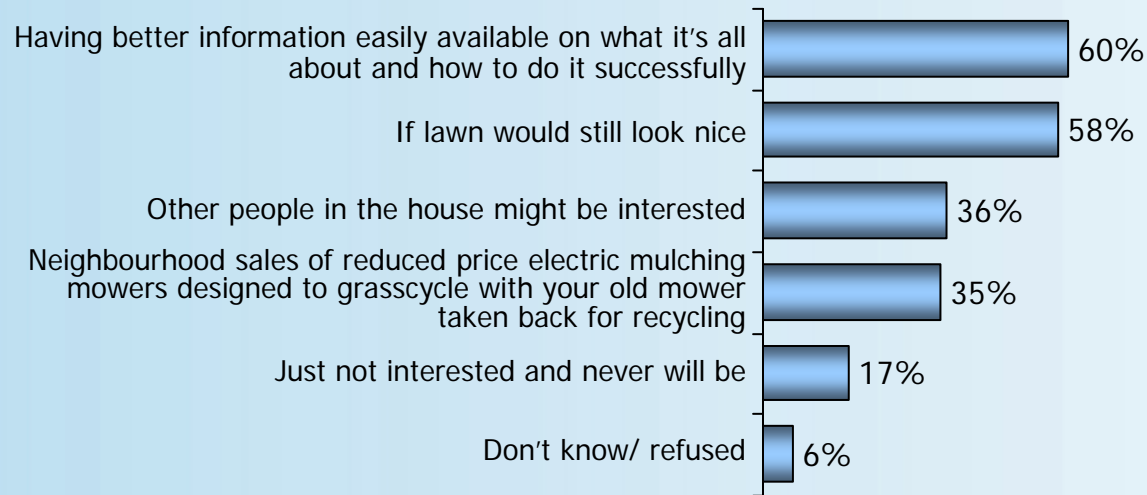 Having better information easily available on what it's all
about and how to do it successfully
60%
If lawn would still look nice
58%
Other people in the house might be interested
36%
Neighbourhood sales of reduced price electric mulching
mowers designed to grasscycle with your old mower
taken back for recycling
35%
Just not interested and never will be
17%
Don't know/ refused
6%